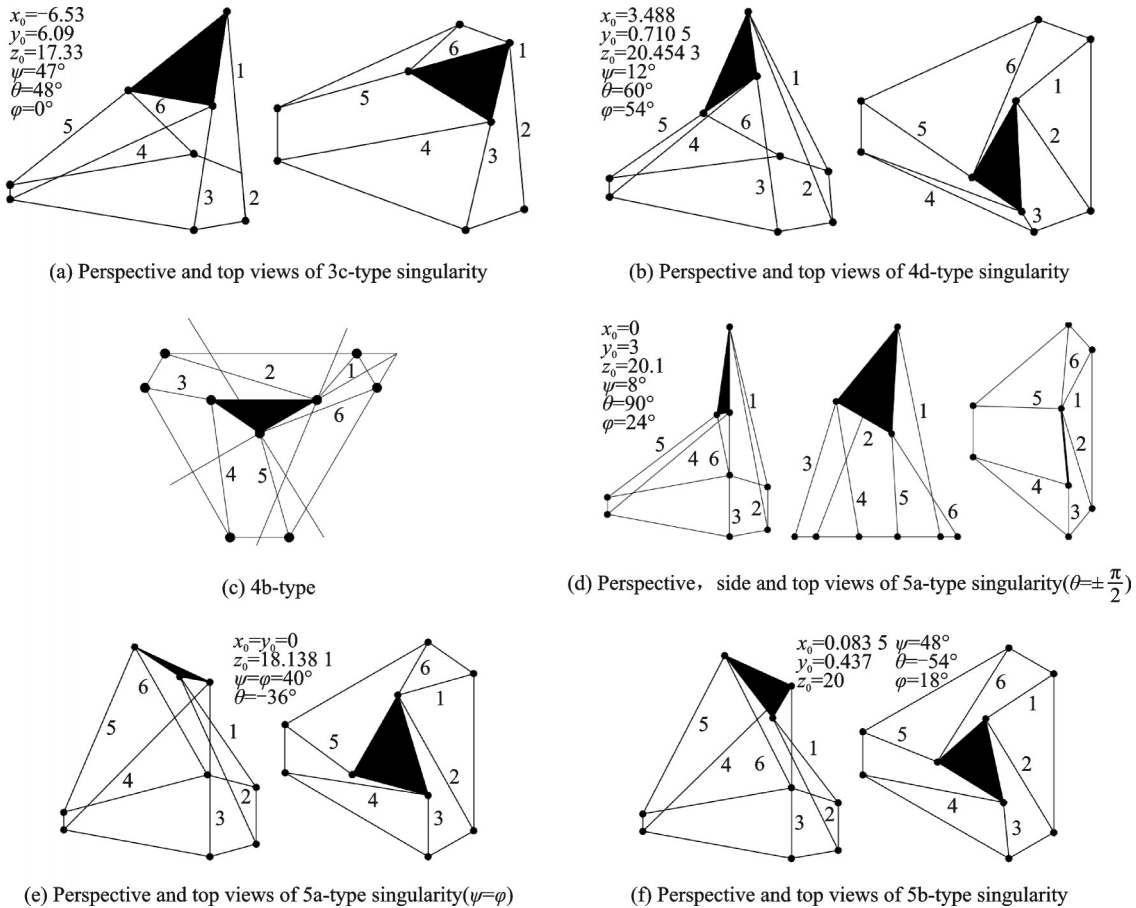 x₀=−6.53
y₀=6.09
z₀=17.33
ψ=47°
θ=48°
φ=0°
1
6
5
4
3
2
6
1
5
2
4
3
(a) Perspective and top views of 3c-type singularity
x₀=3.488
y₀=0.710 5
z₀=20.454 3
ψ=12°
θ=60°
φ=54°
1
5
6
4
3
2
6
1
5
2
4
3
(b) Perspective and top views of 4d-type singularity
2
1
3
6
4
5
(c) 4b-type
x₀=0
y₀=3
z₀=20.1
ψ=8°
θ=90°
φ=24°
1
5
4
6
3
2
1
2
3
4
5
6
6
5
1
2
4
3
(d) Perspective，side and top views of 5a-type singularity(θ=±π/2)
x₀=y₀=0
z₀=18.138 1
ψ=φ=40°
θ=−36°
6
5
1
4
2
3
6
1
5
2
4
3
(e) Perspective and top views of 5a-type singularity(ψ=φ)
x₀=0.083 5 ψ=48°
y₀=0.437 θ=−54°
z₀=20 φ=18°
5
1
4
6
2
3
6
1
5
2
4
3
(f) Perspective and top views of 5b-type singularity